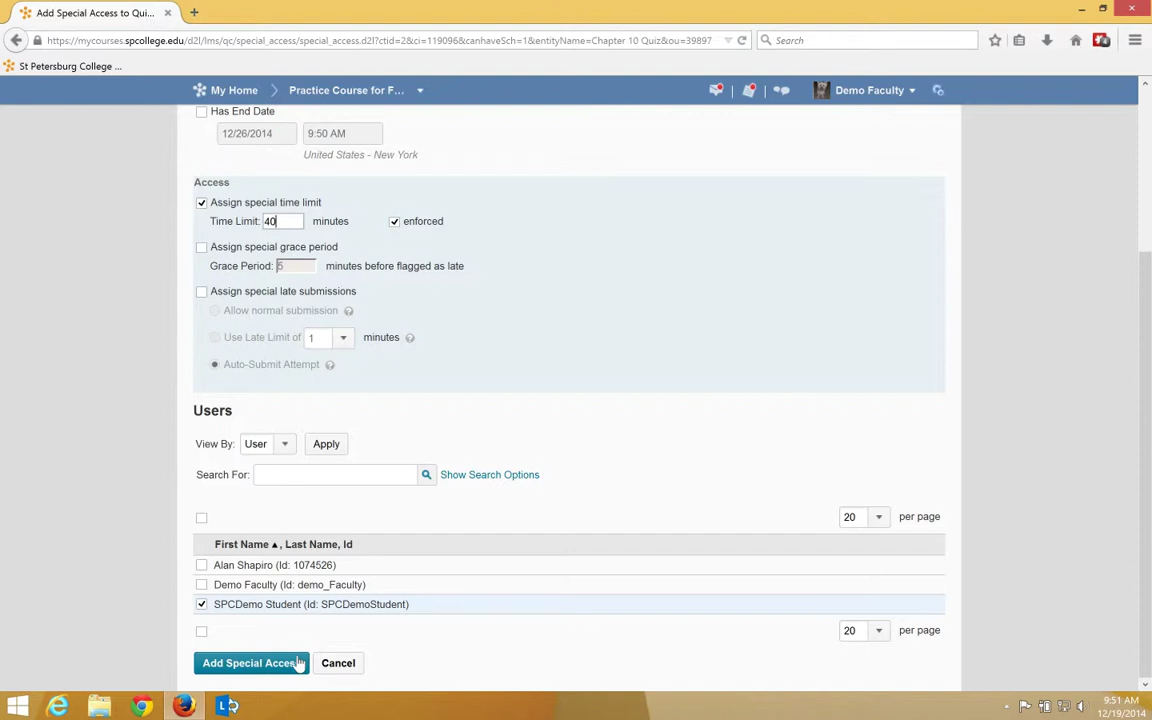 Add Special Access to Qui...
https://mycourses.spcollege.edu/d2l/lms/qc/special_access/special_access.d2l?ctid=2&ci=119096&canhaveSch=1&entityName=Chapter 10 Quiz&ou=39897
Search
St Petersburg College ...
My Home
Practice Course for F...
Demo Faculty
Has End Date
12/26/2014
9:50 AM
United States - New York
Access
Assign special time limit
Time Limit: 40 minutes
enforced
Assign special grace period
Grace Period: 5 minutes before flagged as late
Assign special late submissions
Allow normal submission
Use Late Limit of 1 minutes
Auto-Submit Attempt
Users
View By: User Apply
Search For: Show Search Options
20 per page
First Name ▲, Last Name, Id
Alan Shapiro (Id: 1074526)
Demo Faculty (Id: demo_Faculty)
SPCDemo Student (Id: SPCDemoStudent)
20 per page
Add Special Access
Cancel
9:51 AM
12/19/2014